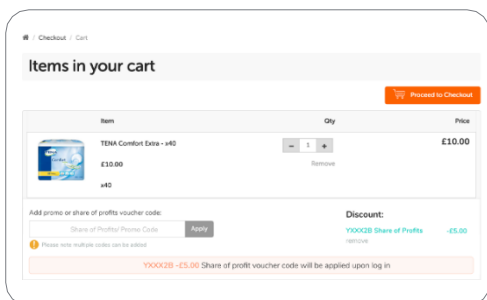 / Checkout / Cart
Items in your cart
Proceed to Checkout
Item Qty Price
TENA Comfort Extra - x40 − 1 + £10.00
£10.00 Remove
x40
Add promo or share of profits voucher code:
Share of Profits/ Promo Code Apply
Please note multiple codes can be added
Discount:
YXXX2B Share of Profits -£5.00
remove
YXXX2B -£5.00 Share of profit voucher code will be applied upon log in